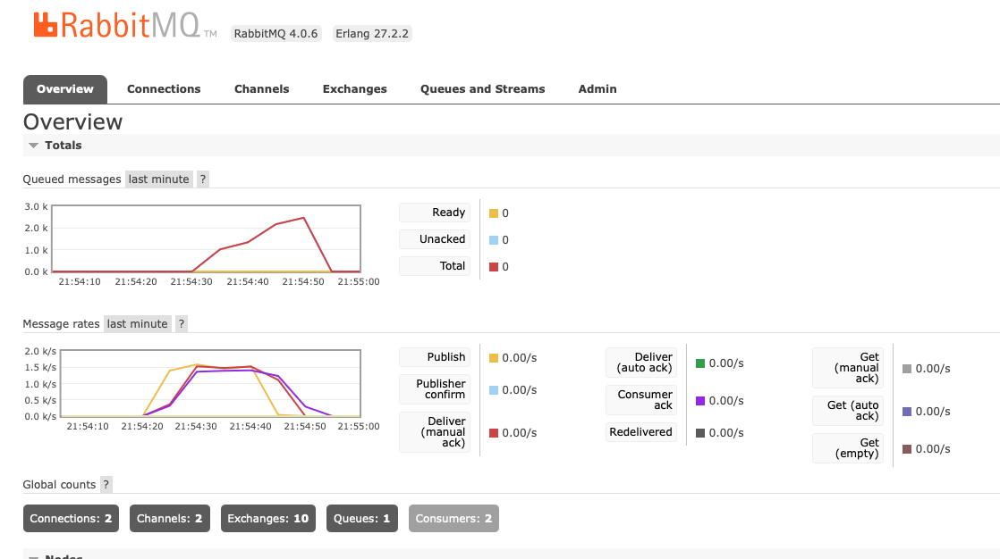 RabbitMQ TM RabbitMQ 4.0.6 Erlang 27.2.2
Overview Connections Channels Exchanges Queues and Streams Admin
Overview
Totals
Queued messages last minute ?
3.0 k
2.0 k
1.0 k
0.0 k
21:54:10 21:54:20 21:54:30 21:54:40 21:54:50 21:55:00
Ready 0
Unacked 0
Total 0
Message rates last minute ?
2.0 k/s
1.5 k/s
1.0 k/s
0.5 k/s
0.0 k/s
21:54:10 21:54:20 21:54:30 21:54:40 21:54:50 21:55:00
Publish 0.00/s
Publisher
confirm 0.00/s
Deliver
(manual
ack) 0.00/s
Deliver
(auto ack) 0.00/s
Consumer
ack 0.00/s
Redelivered 0.00/s
Get
(manual
ack) 0.00/s
Get (auto
ack) 0.00/s
Get
(empty) 0.00/s
Global counts ?
Connections: 2 Channels: 2 Exchanges: 10 Queues: 1 Consumers: 2
Nodes